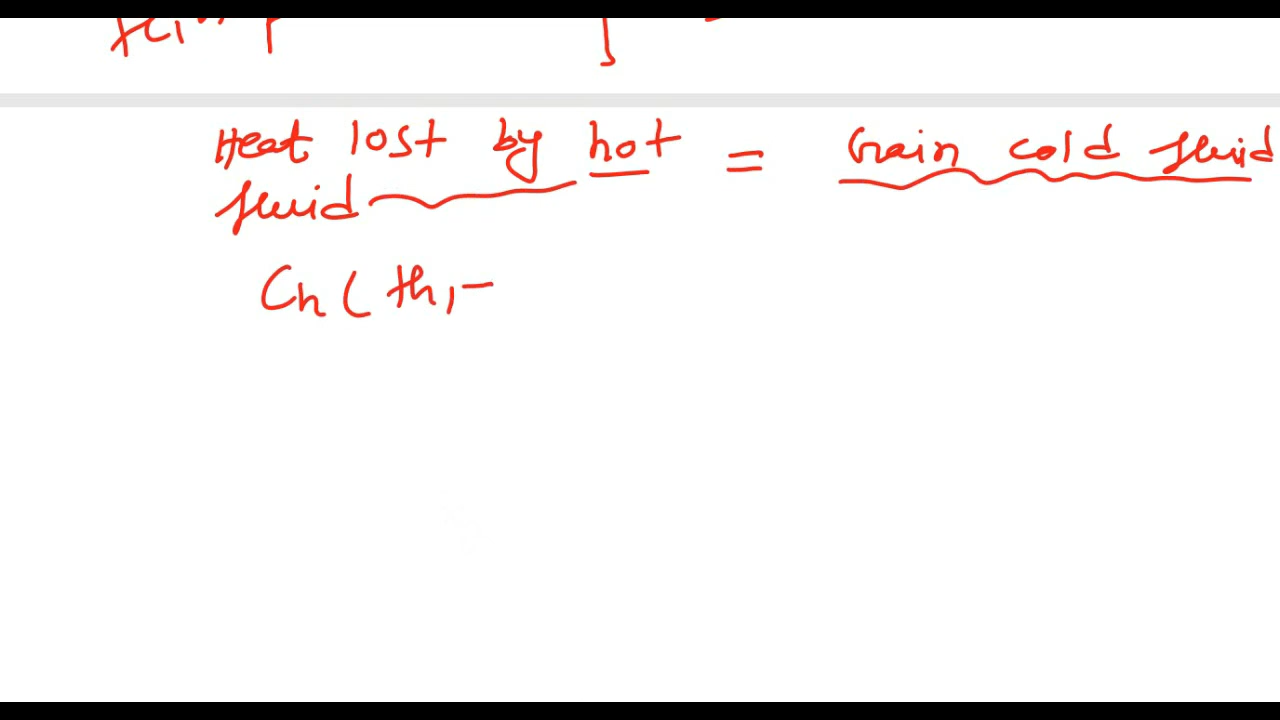 Heat lost by hot = Gain cold fluid
fluid
Ch ( th1 -